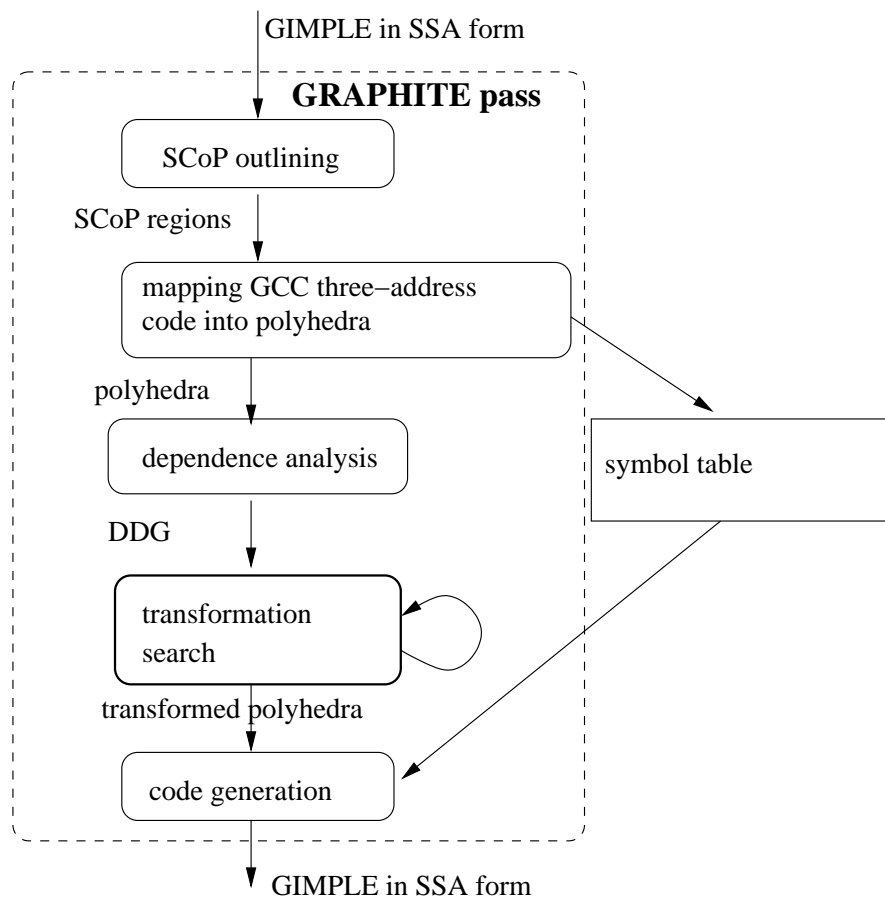 GIMPLE in SSA form
GRAPHITE pass
SCoP outlining
SCoP regions
mapping GCC three−address
code into polyhedra
polyhedra
dependence analysis
symbol table
DDG
transformation
search
transformed polyhedra
code generation
GIMPLE in SSA form